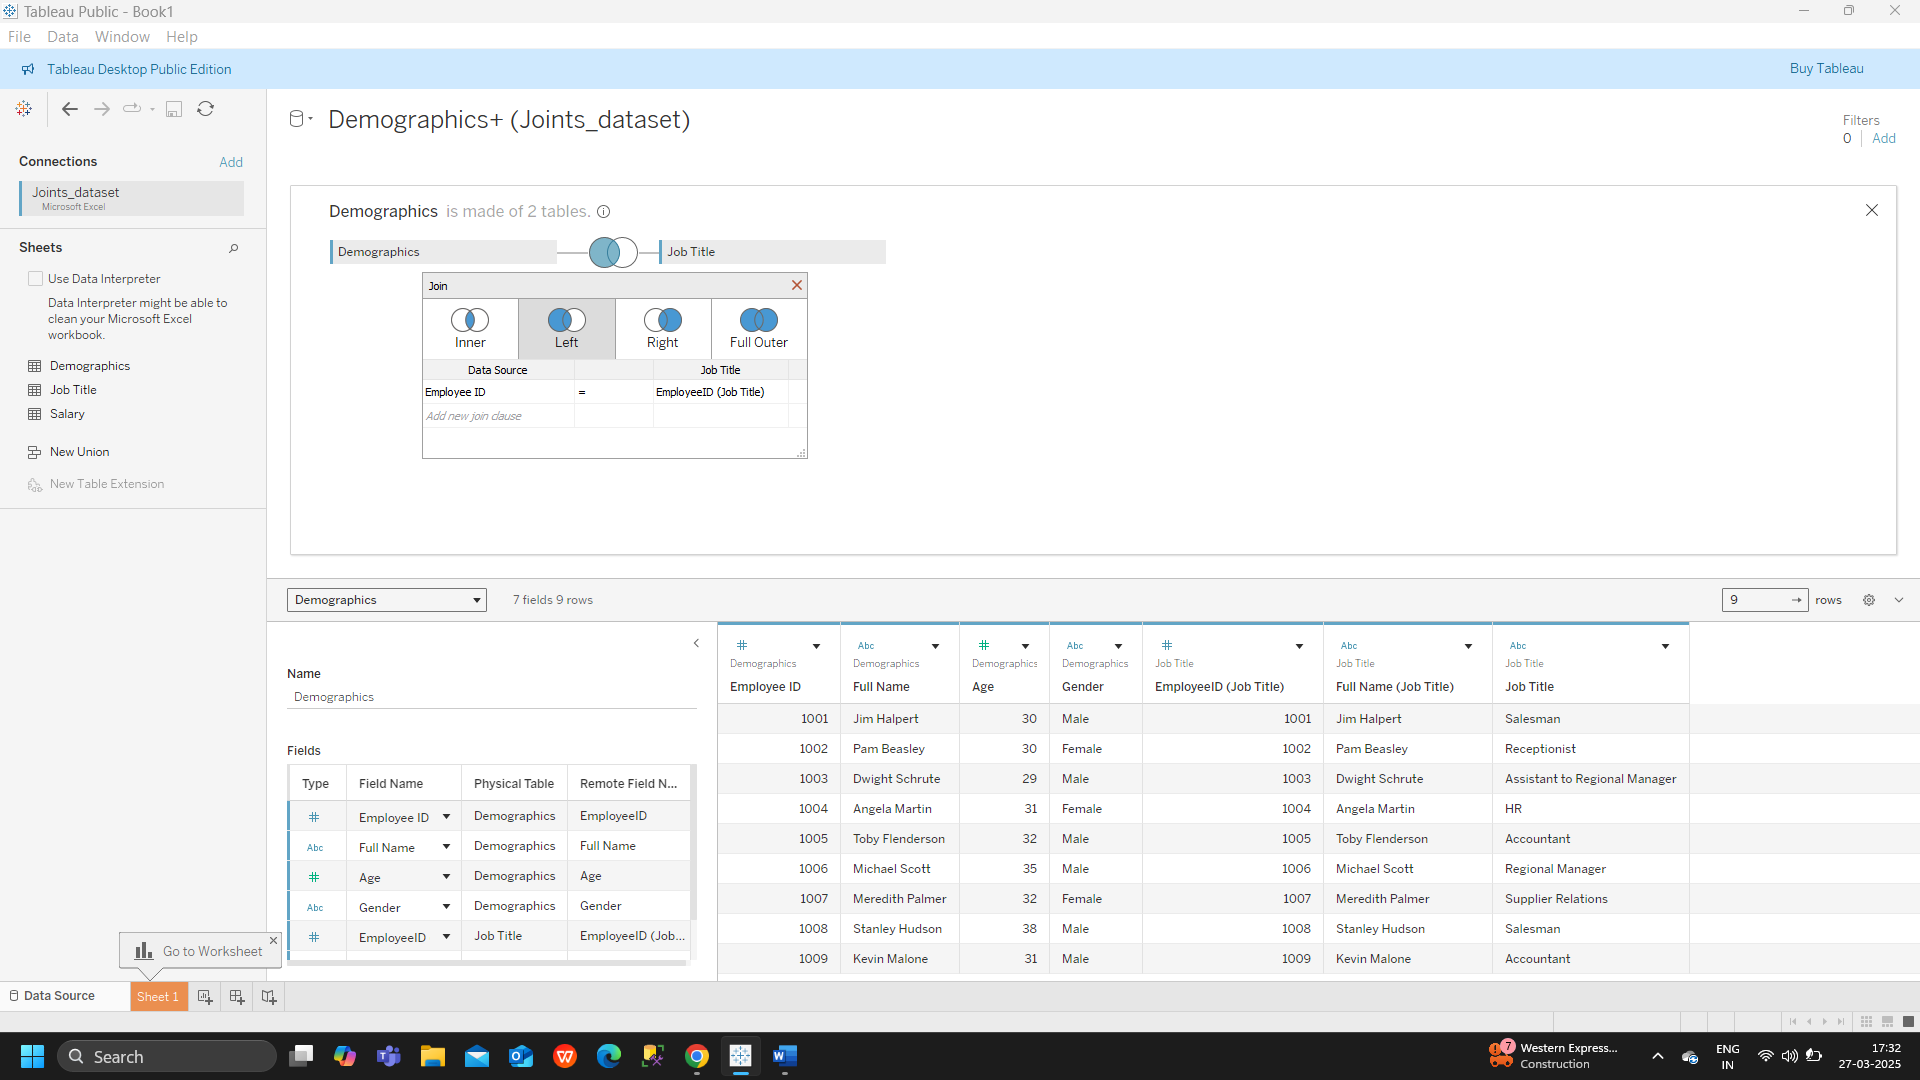 Tableau Public - Book1
File Data Window Help
Tableau Desktop Public Edition
Buy Tableau
Connections
Add
Joints_dataset
Microsoft Excel
Sheets
Use Data Interpreter
Data Interpreter might be able to
clean your Microsoft Excel
workbook.
Demographics
Job Title
Salary
New Union
New Table Extension
Demographics+ (Joints_dataset)
Filters
0 Add
Demographics is made of 2 tables.
Demographics
Job Title
Join
Inner Left Right Full Outer
Data Source Job Title
Employee ID = EmployeeID (Job Title)
Add new join clause
Demographics
7 fields 9 rows
9 rows
Name
Demographics
Fields
Type Field Name Physical Table Remote Field N...
Employee ID Demographics EmployeeID
Abc Full Name Demographics Full Name
Age Demographics Age
Abc Gender Demographics Gender
EmployeeID Job Title EmployeeID (Job...
Abc Abc Abc Abc
Demographics Demographics Demographics Demographics Job Title Job Title Job Title
Employee ID Full Name Age Gender EmployeeID (Job Title) Full Name (Job Title) Job Title
1001 Jim Halpert 30 Male 1001 Jim Halpert Salesman
1002 Pam Beasley 30 Female 1002 Pam Beasley Receptionist
1003 Dwight Schrute 29 Male 1003 Dwight Schrute Assistant to Regional Manager
1004 Angela Martin 31 Female 1004 Angela Martin HR
1005 Toby Flenderson 32 Male 1005 Toby Flenderson Accountant
1006 Michael Scott 35 Male 1006 Michael Scott Regional Manager
1007 Meredith Palmer 32 Female 1007 Meredith Palmer Supplier Relations
1008 Stanley Hudson 38 Male 1008 Stanley Hudson Salesman
1009 Kevin Malone 31 Male 1009 Kevin Malone Accountant
Go to Worksheet
Data Source
Sheet 1
Search
7
Western Express...
Construction
ENG
IN
17:32
27-03-2025